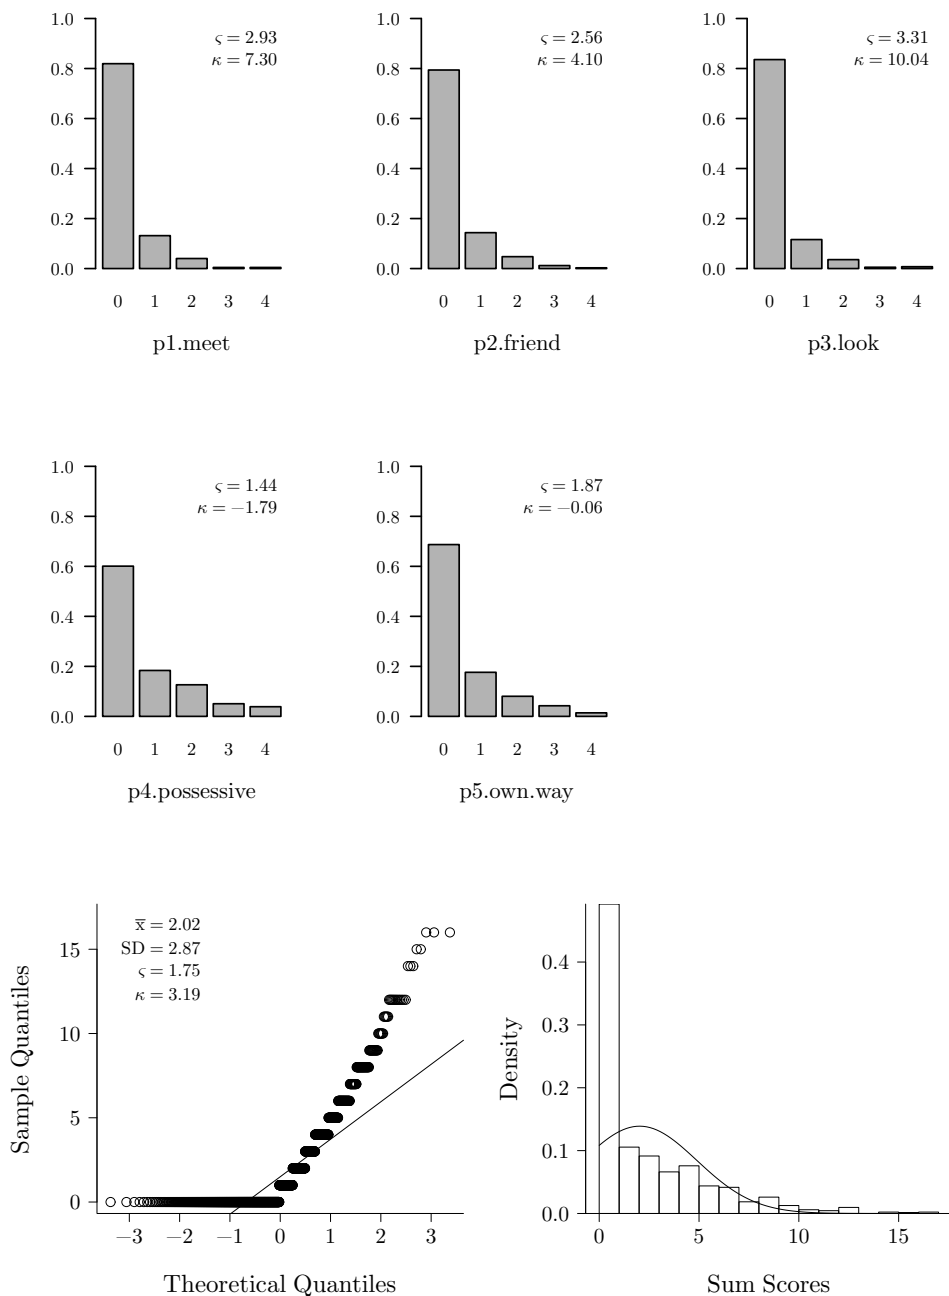 1.0
0.8
0.6
0.4
0.2
0.0
ς = 2.93
κ = 7.30
0 1 2 3 4
p1.meet
1.0
0.8
0.6
0.4
0.2
0.0
ς = 2.56
κ = 4.10
0 1 2 3 4
p2.friend
1.0
0.8
0.6
0.4
0.2
0.0
ς = 3.31
κ = 10.04
0 1 2 3 4
p3.look
1.0
0.8
0.6
0.4
0.2
0.0
ς = 1.44
κ = −1.79
0 1 2 3 4
p4.possessive
1.0
0.8
0.6
0.4
0.2
0.0
ς = 1.87
κ = −0.06
0 1 2 3 4
p5.own.way
Sample Quantiles
15
10
5
0
x̅ = 2.02
SD = 2.87
ς = 1.75
κ = 3.19
−3 −2 −1 0 1 2 3
Theoretical Quantiles
Density
0.4
0.3
0.2
0.1
0.0
0 5 10 15
Sum Scores